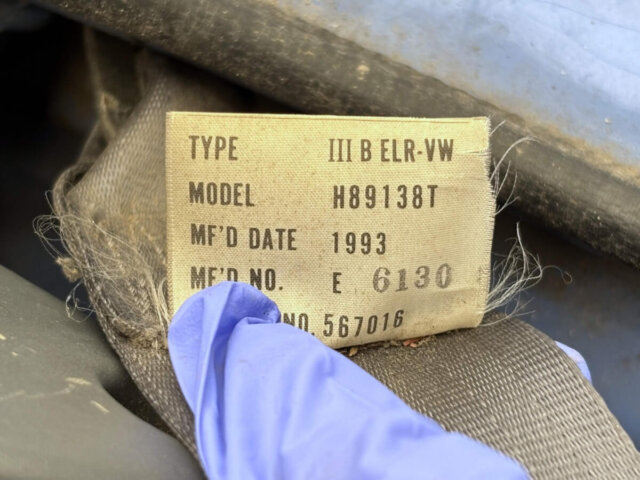 TYPE III B ELR-VW
MODEL H89138T
MF'D DATE 1993
MF'D NO. E 6130
NO. 567016